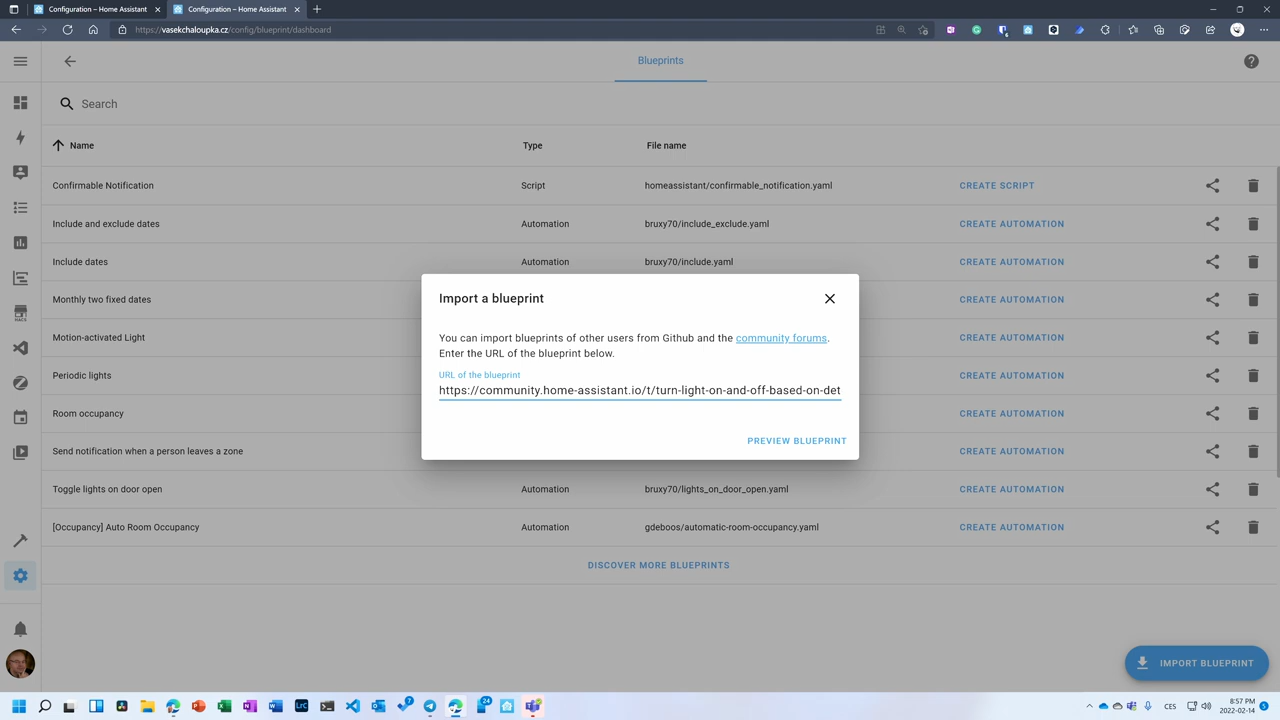 Configuration – Home Assistant
Configuration – Home Assistant
https://vasekchaloupka.cz/config/blueprint/dashboard
Blueprints
Search
Name Type File name
Confirmable Notification Script homeassistant/confirmable_notification.yaml CREATE SCRIPT
Include and exclude dates Automation bruxy70/include_exclude.yaml CREATE AUTOMATION
Include dates Automation bruxy70/include.yaml CREATE AUTOMATION
Monthly two fixed dates CREATE AUTOMATION
Motion-activated Light CREATE AUTOMATION
Periodic lights CREATE AUTOMATION
Room occupancy CREATE AUTOMATION
Send notification when a person leaves a zone CREATE AUTOMATION
Toggle lights on door open Automation bruxy70/lights_on_door_open.yaml CREATE AUTOMATION
[Occupancy] Auto Room Occupancy Automation gdeboos/automatic-room-occupancy.yaml CREATE AUTOMATION
DISCOVER MORE BLUEPRINTS
Import a blueprint
You can import blueprints of other users from Github and the community forums.
Enter the URL of the blueprint below.
URL of the blueprint
https://community.home-assistant.io/t/turn-light-on-and-off-based-on-det
PREVIEW BLUEPRINT
IMPORT BLUEPRINT
HACS
7
24
CES
8:57 PM
2022-02-14